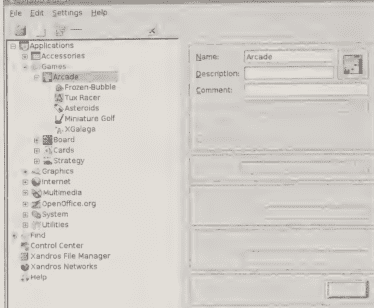 File Edit Settings Help
Applications
Accessories
Games
Arcade
Frozen-Bubble
Tux Racer
Asteroids
Miniature Golf
XGalaga
Board
Cards
Strategy
Graphics
Internet
Multimedia
OpenOffice.org
System
Utilities
Find
Control Center
Xandros File Manager
Xandros Networks
Help
Name: Arcade
Description:
Comment: